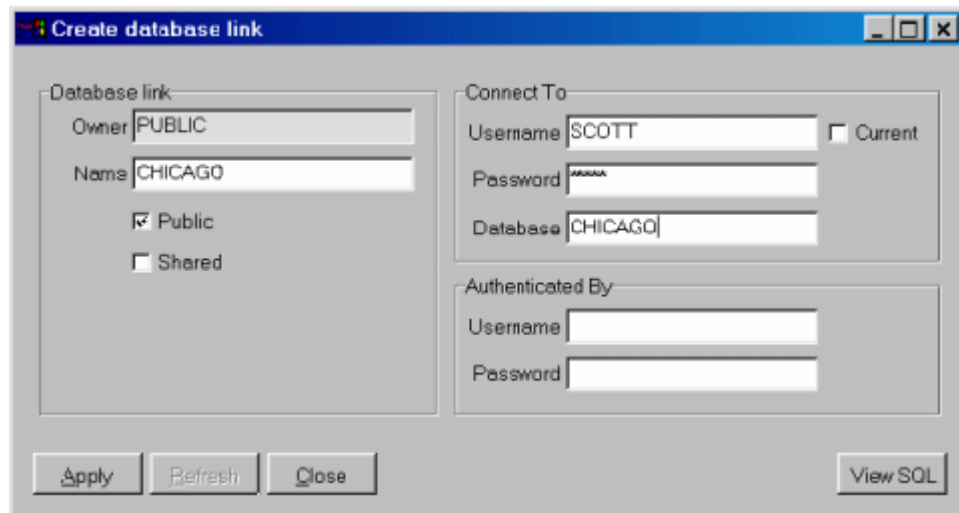 Create database link
Database link
Owner PUBLIC
Name CHICAGO
Public
Shared
Connect To
Username SCOTT
Current
Password *****
Database CHICAGO
Authenticated By
Username
Password
Apply
Refresh
Close
View SQL